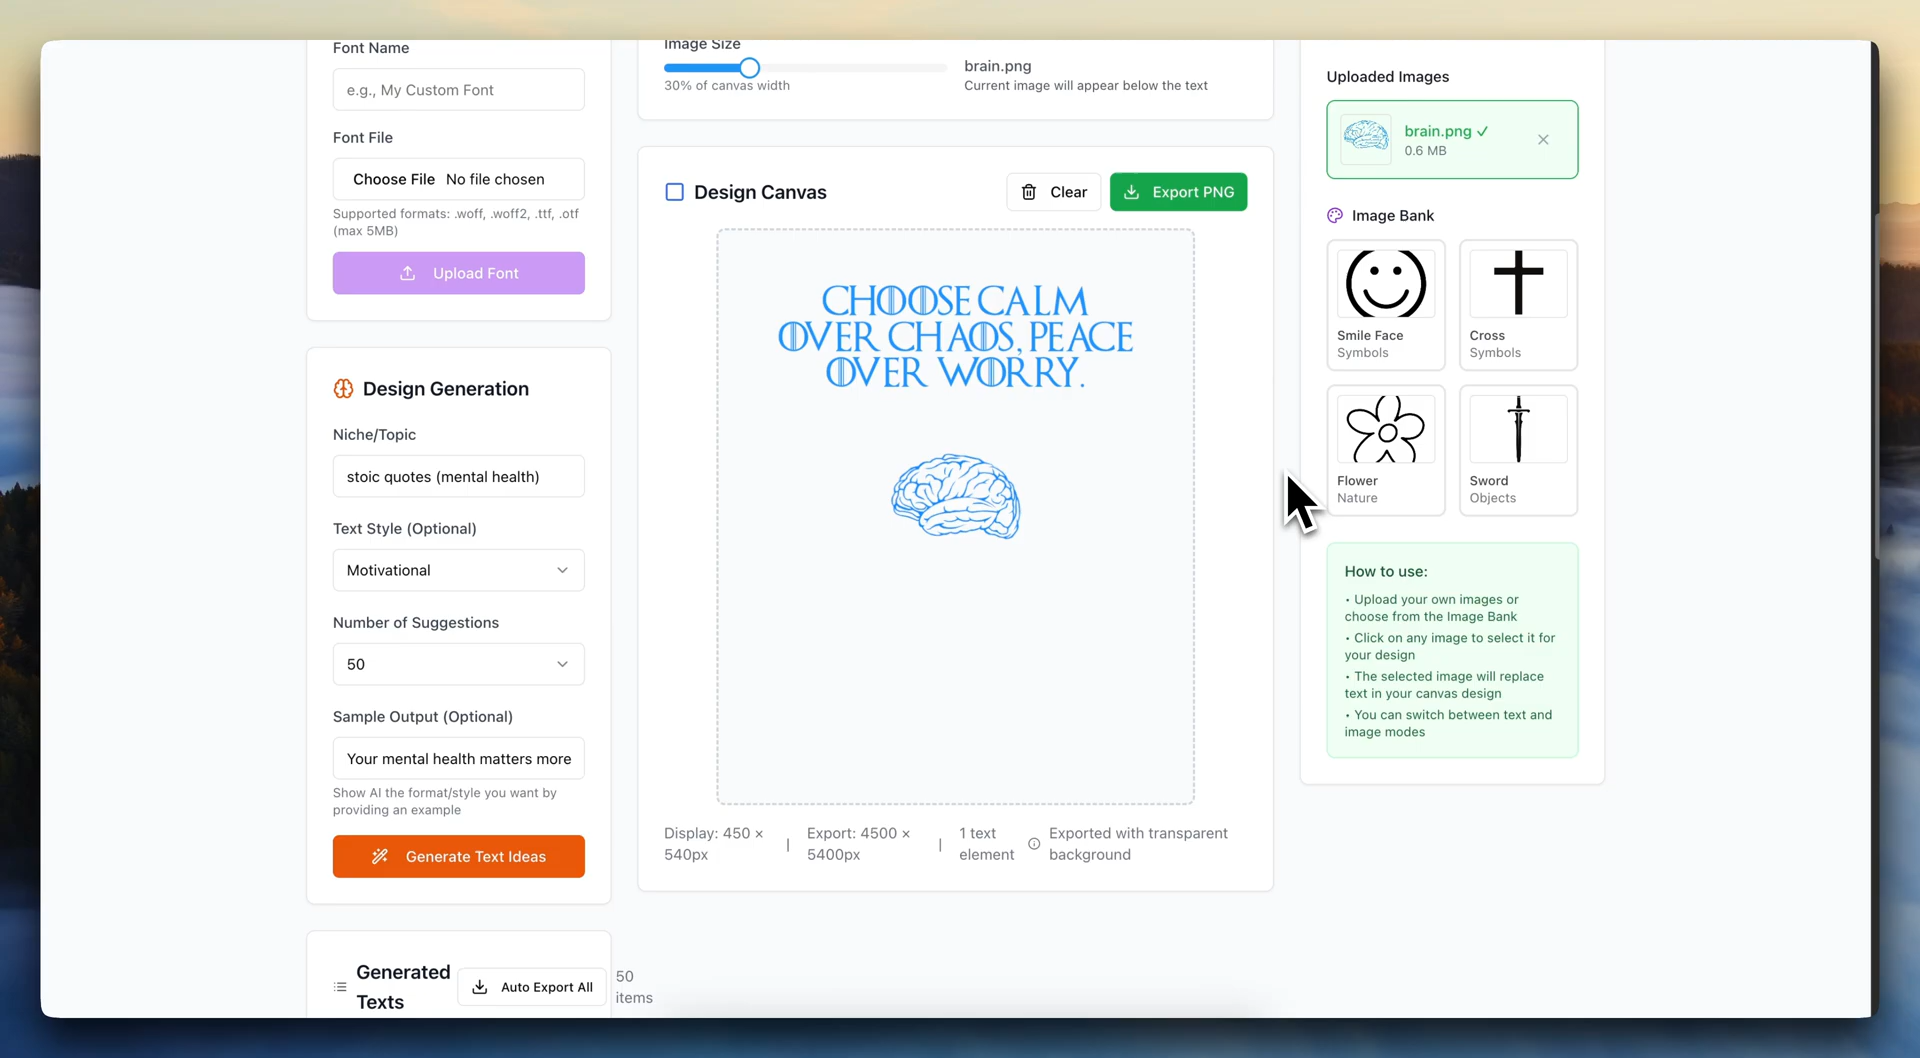 Font Name
e.g., My Custom Font
Font File
Choose File No file chosen
Supported formats: .woff, .woff2, .ttf, .otf
(max 5MB)
Upload Font
Design Generation
Niche/Topic
stoic quotes (mental health)
Text Style (Optional)
Motivational
Number of Suggestions
50
Sample Output (Optional)
Your mental health matters more
Show AI the format/style you want by
providing an example
Generate Text Ideas
Generated
Texts
Auto Export All
50
items
Image Size
30% of canvas width
brain.png
Current image will appear below the text
Design Canvas
Clear
Export PNG
CHOOSE CALM
OVER CHAOS, PEACE
OVER WORRY.
Display: 450 ×
540px
|
Export: 4500 ×
5400px
|
1 text
element
Exported with transparent
background
Uploaded Images
brain.png ✓
0.6 MB
Image Bank
Smile Face
Symbols
Cross
Symbols
Flower
Nature
Sword
Objects
How to use:
• Upload your own images or
choose from the Image Bank
• Click on any image to select it for
your design
• The selected image will replace
text in your canvas design
• You can switch between text and
image modes